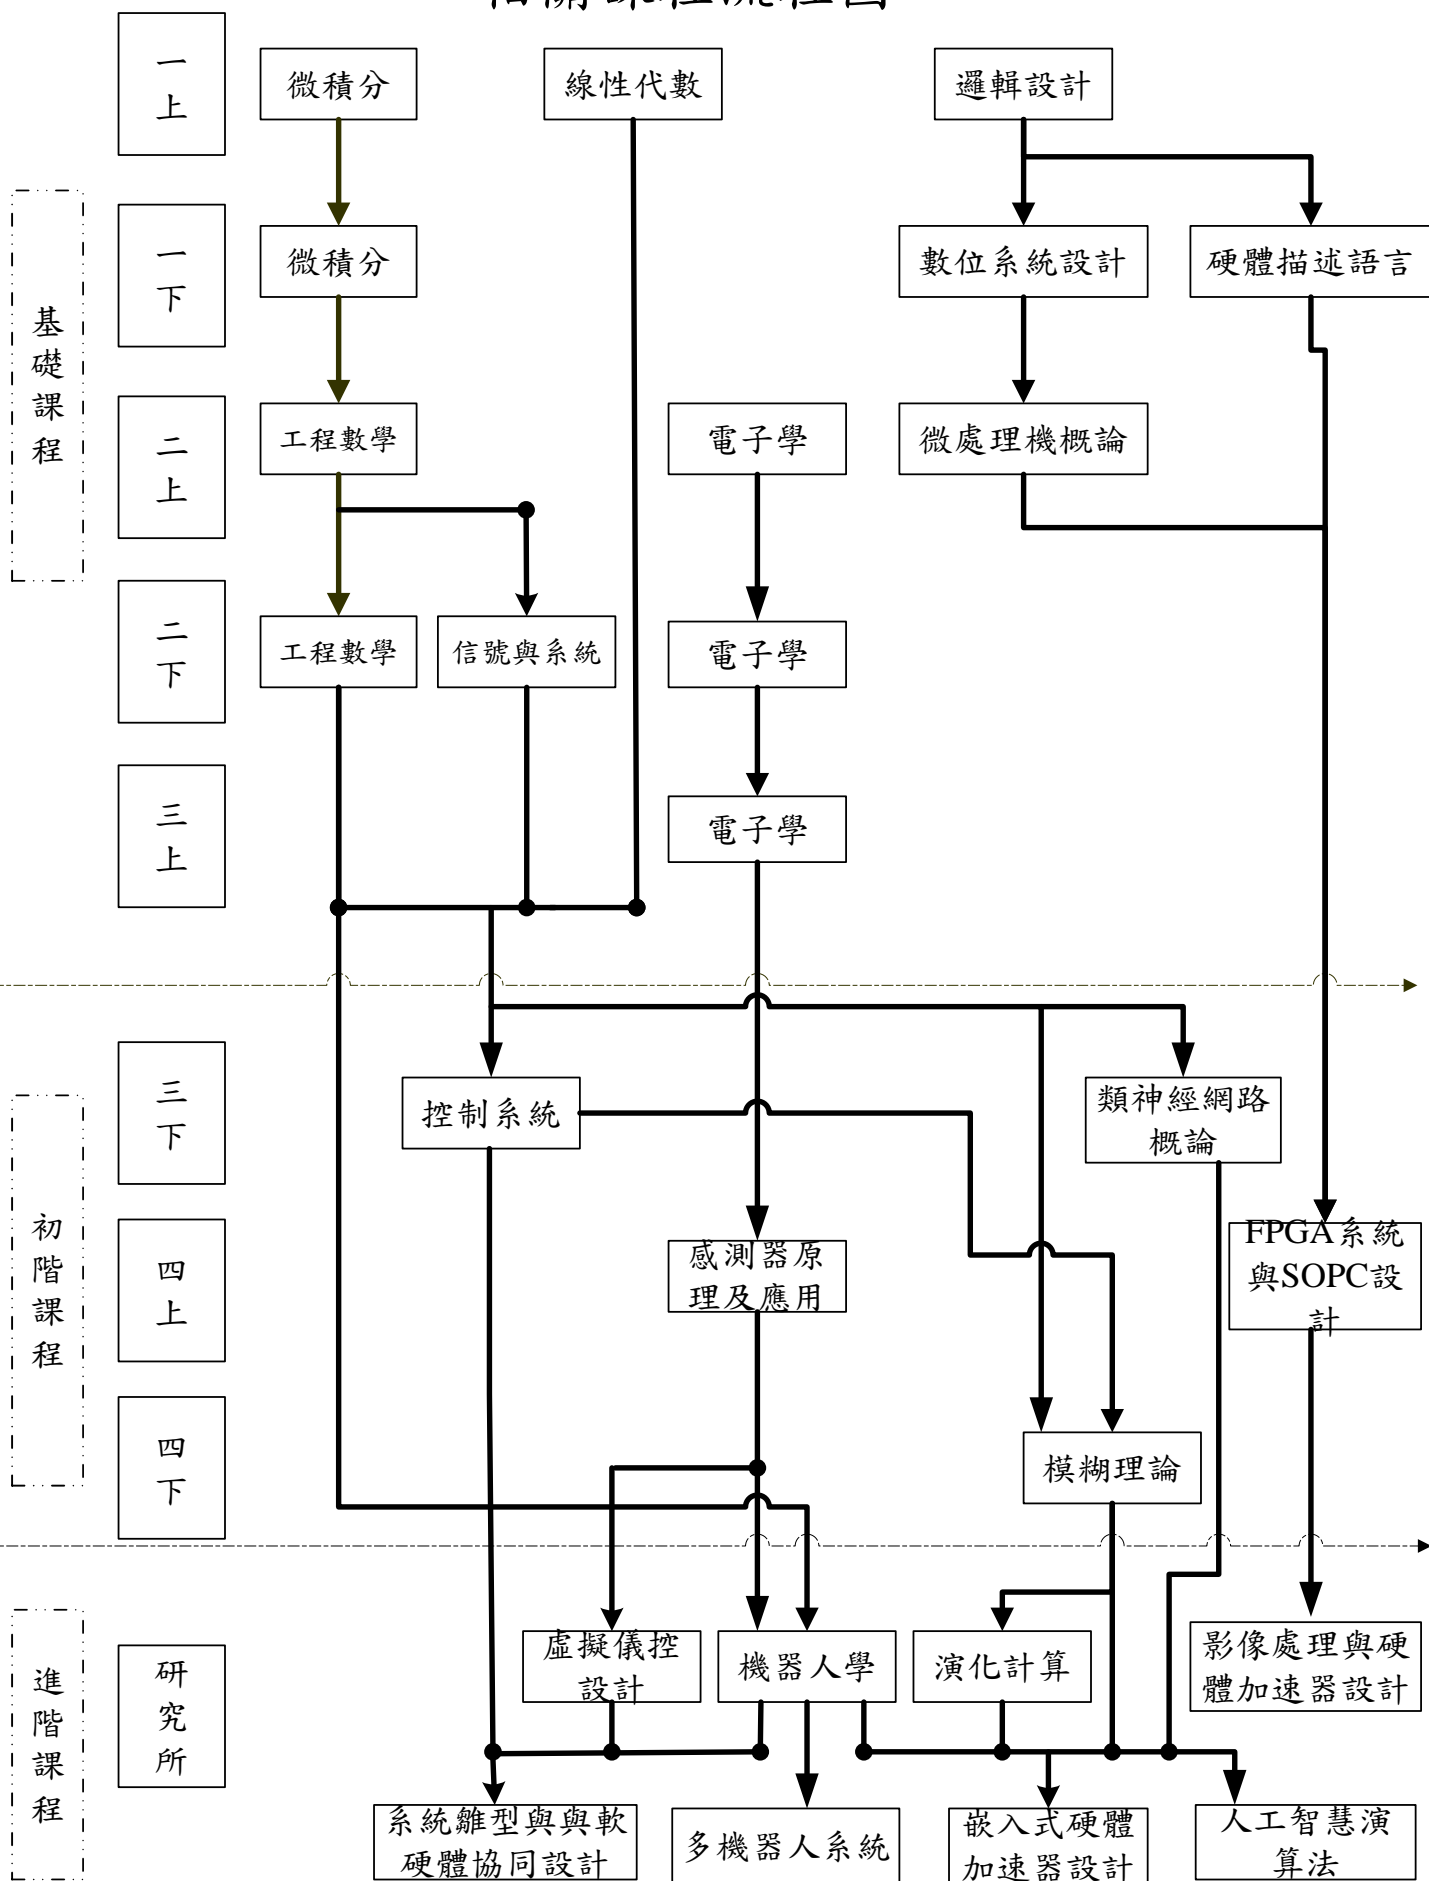 相關課程流程圖
一
上
微積分
線性代數
邏輯設計
一
下
微積分
數位系統設計
硬體描述語言
基
礎
課
程
二
上
工程數學
電子學
微處理機概論
二
下
工程數學
信號與系統
電子學
三
上
電子學
三
下
控制系統
類神經網路
概論
初
階
課
程
四
上
感測器原
理及應用
FPGA系統
與SOPC設
計
四
下
模糊理論
進
階
課
程
研
究
所
虛擬儀控
設計
機器人學
演化計算
影像處理與硬
體加速器設計
系統雛型與與軟
硬體協同設計
多機器人系統
嵌入式硬體
加速器設計
人工智慧演
算法